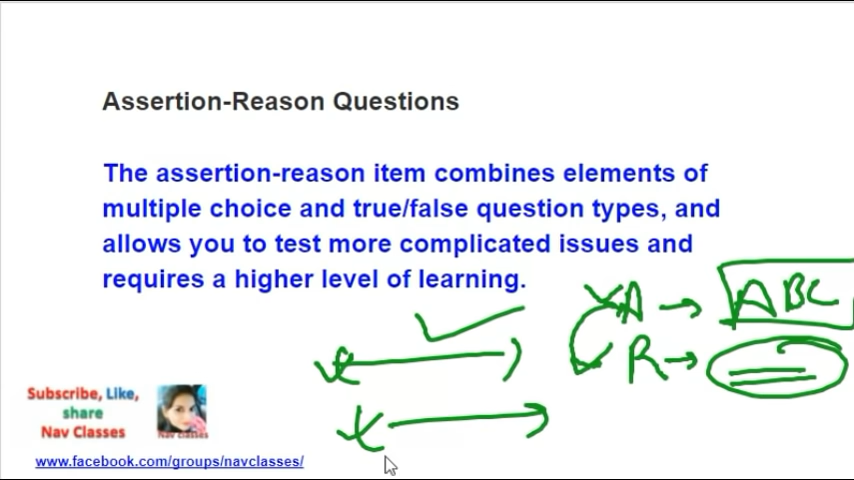 Assertion-Reason Questions
The assertion-reason item combines elements of
multiple choice and true/false question types, and
allows you to test more complicated issues and
requires a higher level of learning.
A → ABC
R →
Subscribe, Like,
share
Nav Classes
Nav classes
www.facebook.com/groups/navclasses/